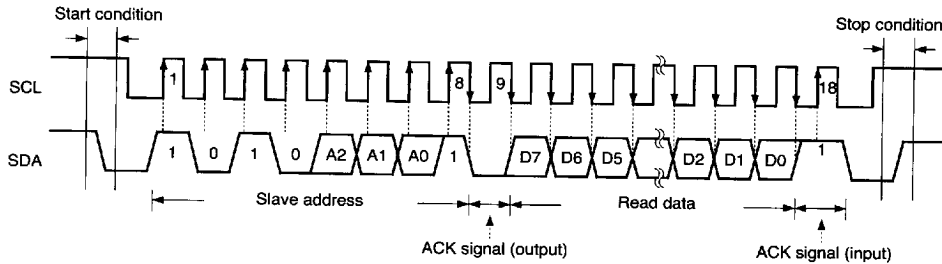 Start condition
Stop condition
SCL
1 8 9 18
SDA
1 0 1 0 A2 A1 A0 1 D7 D6 D5 D2 D1 D0 1
Slave address Read data
ACK signal (output) ACK signal (input)